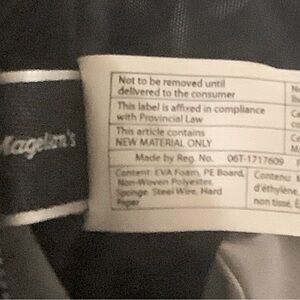 Magellan's
Not to be removed until
delivered to the consumer
This label is affixed in compliance
with Provincial Law
This article contains
NEW MATERIAL ONLY
Made by Reg. No. 06T-1717609
Content: EVA Foam, PE Board,
Non-Woven Polyester,
Sponge, Steel Wire, Hard
Paper
Contenu:
d'éthylène
non tissé,